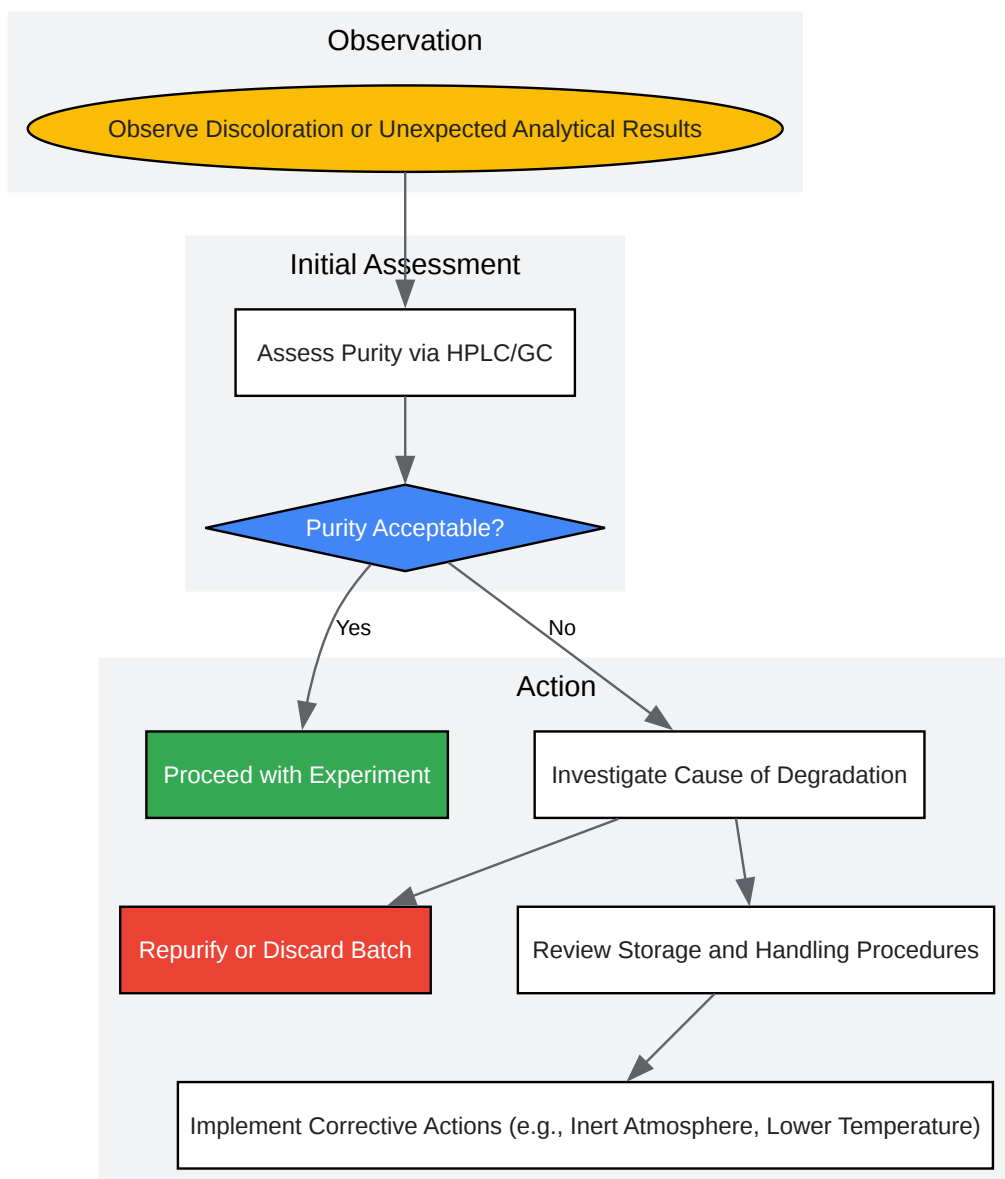 Observation
Observe Discoloration or Unexpected Analytical Results
Initial Assessment
Assess Purity via HPLC/GC
Purity Acceptable?
Yes
No
Action
Proceed with Experiment
Investigate Cause of Degradation
Repurify or Discard Batch
Review Storage and Handling Procedures
Implement Corrective Actions (e.g., Inert Atmosphere, Lower Temperature)